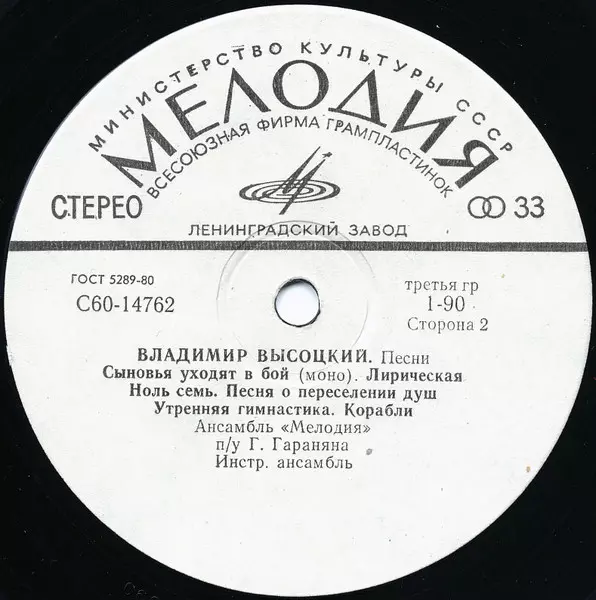 МИНИСТЕРСТВО КУЛЬТУРЫ СССР
МЕЛОДИЯ
ВСЕСОЮЗНАЯ ФИРМА ГРАМПЛАСТИНОК
СТЕРЕО
33
ЛЕНИНГРАДСКИЙ ЗАВОД
ГОСТ 5289-80
третья гр
С60-14762
1-90
Сторона 2
ВЛАДИМИР ВЫСОЦКИЙ. Песни
Сыновья уходят в бой (моно). Лирическая
Ноль семь. Песня о переселении душ
Утренняя гимнастика. Корабли
Ансамбль «Мелодия»
п/у Г. Гараняна
Инстр. ансамбль